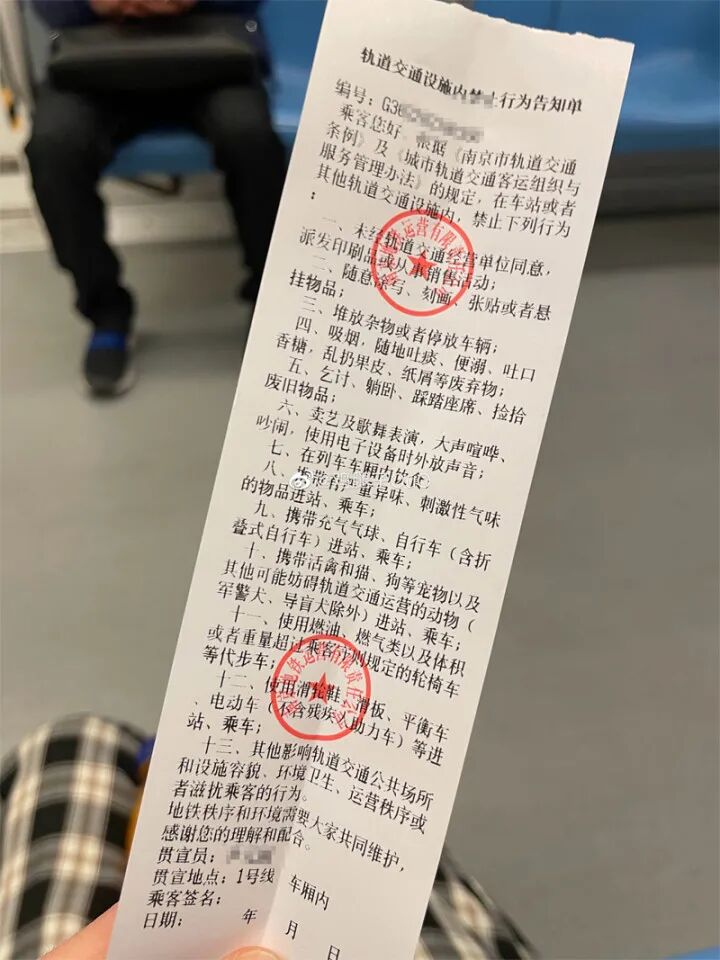 轨道交通设施内禁止行为告知单
编号:G36
乘客您好,根据《南京市轨道交通
条例》及《城市轨道交通客运组织与
服务管理办法》的规定,在车站或者
其他轨道交通设施内,禁止下列行为
:
一、未经轨道交通经营单位同意,
派发印刷品或从事销售活动;
二、随意涂写、刻画、张贴或者悬
挂物品;
三、堆放杂物或者停放车辆;
四、吸烟,随地吐痰、便溺、吐口
香糖,乱扔果皮、纸屑等废弃物;
五、乞讨、躺卧、踩踏座席、捡拾
废旧物品;
六、卖艺及歌舞表演,大声喧哗、
吵闹,使用电子设备时外放声音;
七、在列车车厢内饮食
八、携带有严重异味、刺激性气味
的物品进站、乘车;
九、携带充气气球、自行车(含折
叠式自行车)进站、乘车;
十、携带活禽和猫、狗等宠物以及
其他可能妨碍轨道交通运营的动物(
军警犬、导盲犬除外)进站、乘车;
十一、使用燃油、燃气类以及体积
或者重量超过乘客守则规定的轮椅车
等代步车;
十二、使用滑轮鞋、滑板、平衡车
、电动车(不含残疾人助力车)等进
站、乘车;
十三、其他影响轨道交通公共场所
和设施容貌、环境卫生、运营秩序或
者滋扰乘客的行为。
地铁秩序和环境需要大家共同维护,
感谢您的理解和配合。
贯宣员:
贯宣地点:1号线 车厢内
乘客签名:
日期: 年 月 日